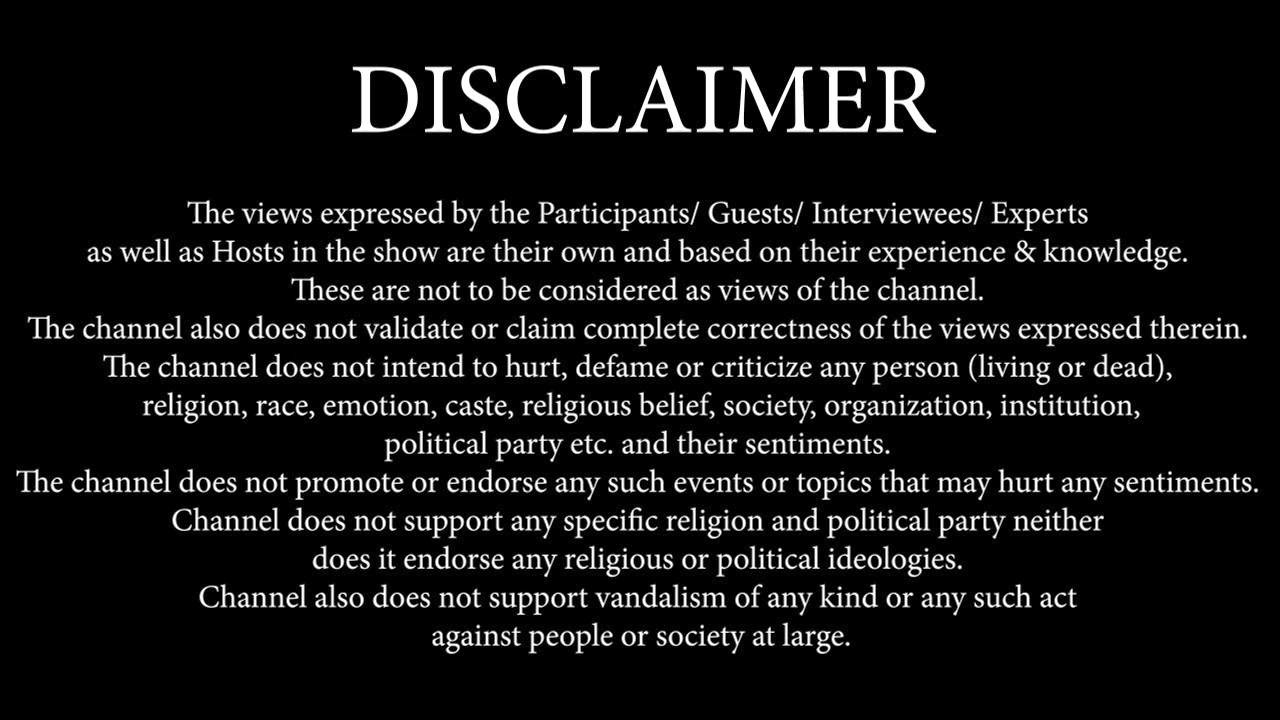 DISCLAIMER
The views expressed by the Participants/ Guests/ Interviewees/ Experts
as well as Hosts in the show are their own and based on their experience & knowledge.
These are not to be considered as views of the channel.
The channel also does not validate or claim complete correctness of the views expressed therein.
The channel does not intend to hurt, defame or criticize any person (living or dead),
religion, race, emotion, caste, religious belief, society, organization, institution,
political party etc. and their sentiments.
The channel does not promote or endorse any such events or topics that may hurt any sentiments.
Channel does not support any specific religion and political party neither
does it endorse any religious or political ideologies.
Channel also does not support vandalism of any kind or any such act
against people or society at large.